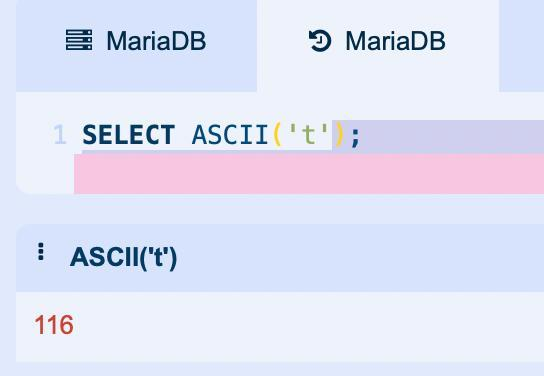 MariaDB MariaDB
1 SELECT ASCII('t');
ASCII('t')
116